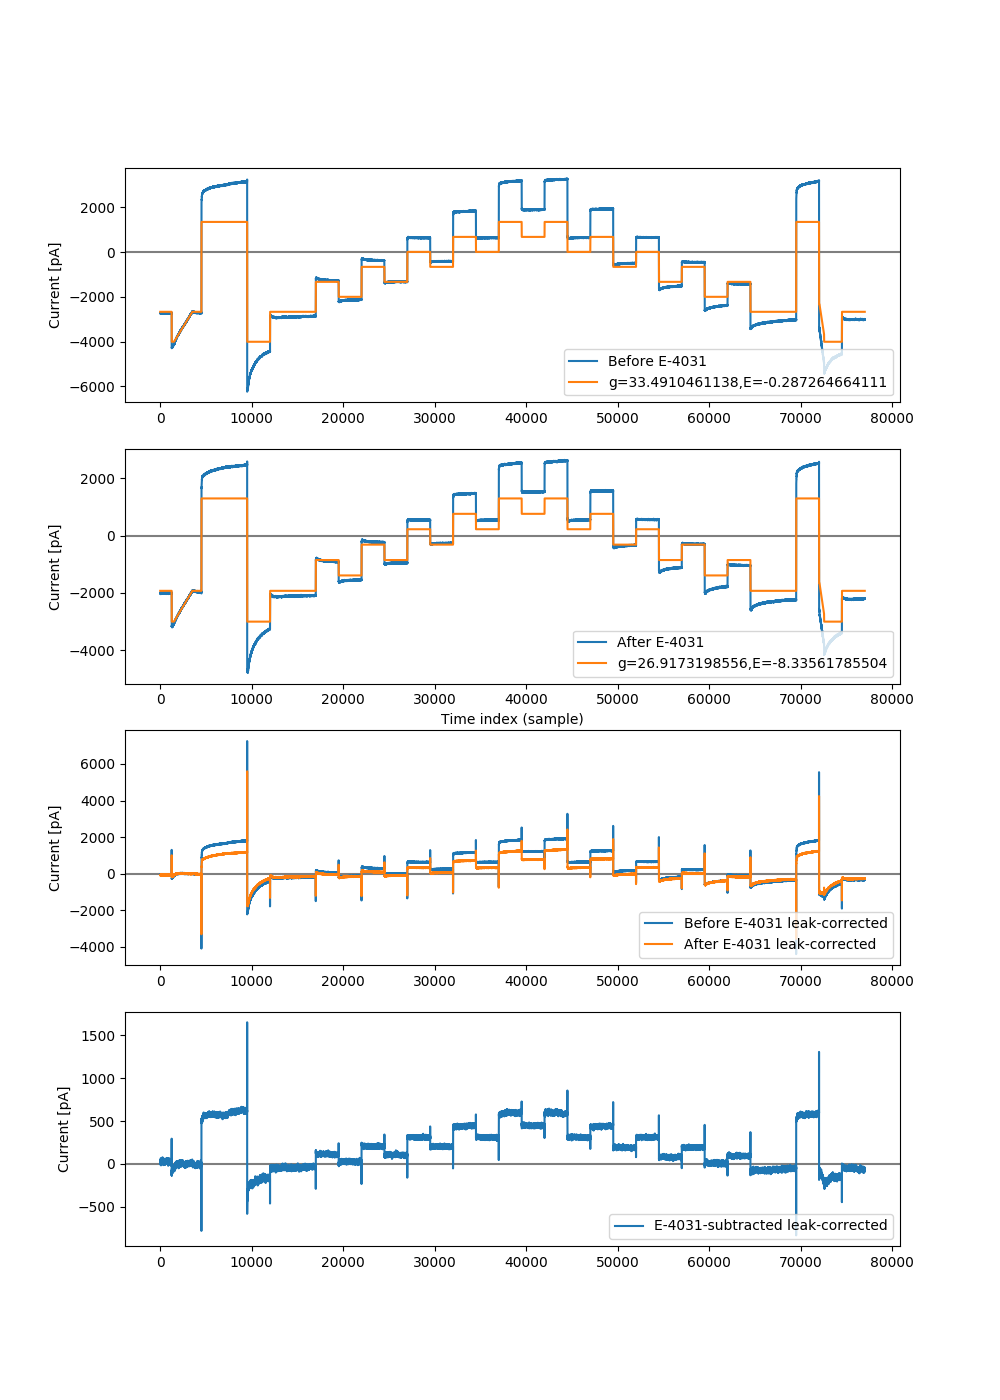 2000
0
−2000
−4000
−6000
Current [pA]
Before E-4031
g=33.4910461138,E=-0.287264664111
0 10000 20000 30000 40000 50000 60000 70000 80000
2000
0
−2000
−4000
Current [pA]
After E-4031
g=26.9173198556,E=-8.33561785504
0 10000 20000 30000 40000 50000 60000 70000 80000
Time index (sample)
6000
4000
2000
0
−2000
−4000
Current [pA]
Before E-4031 leak-corrected
After E-4031 leak-corrected
0 10000 20000 30000 40000 50000 60000 70000 80000
1500
1000
500
0
−500
Current [pA]
E-4031-subtracted leak-corrected
0 10000 20000 30000 40000 50000 60000 70000 80000